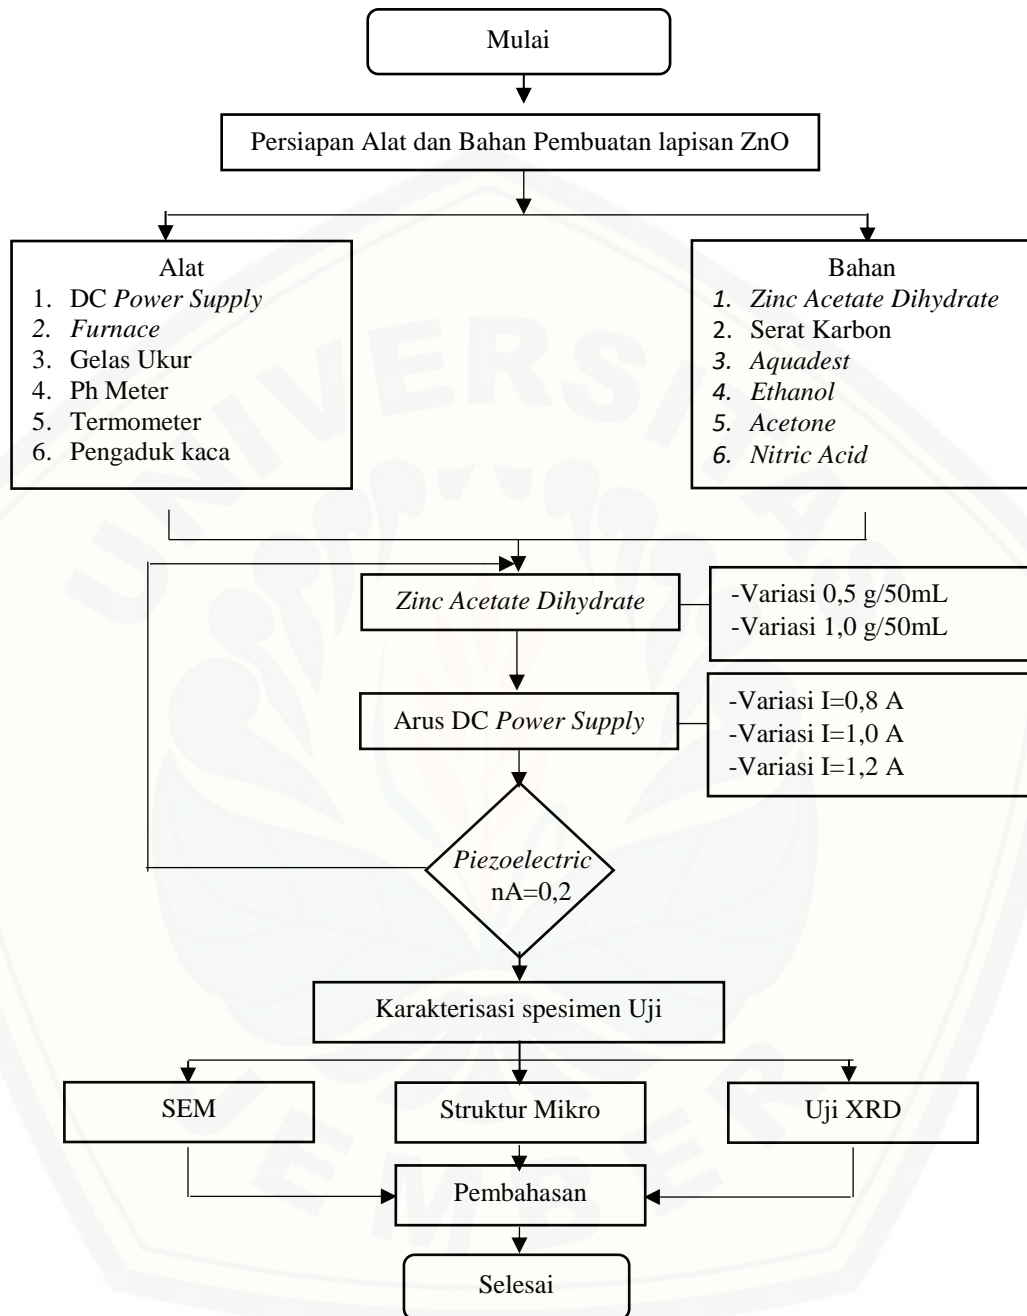 Mulai
Persiapan Alat dan Bahan Pembuatan lapisan ZnO
Alat
1. DC Power Supply
2. Furnace
3. Gelas Ukur
4. Ph Meter
5. Termometer
6. Pengaduk kaca
Bahan
1. Zinc Acetate Dihydrate
2. Serat Karbon
3. Aquadest
4. Ethanol
5. Acetone
6. Nitric Acid
Zinc Acetate Dihydrate
-Variasi 0,5 g/50mL
-Variasi 1,0 g/50mL
Arus DC Power Supply
-Variasi I=0,8 A
-Variasi I=1,0 A
-Variasi I=1,2 A
Piezoelectric
nA=0,2
Karakterisasi spesimen Uji
SEM
Struktur Mikro
Uji XRD
Pembahasan
Selesai
UNIVERSITAS
JEMBER